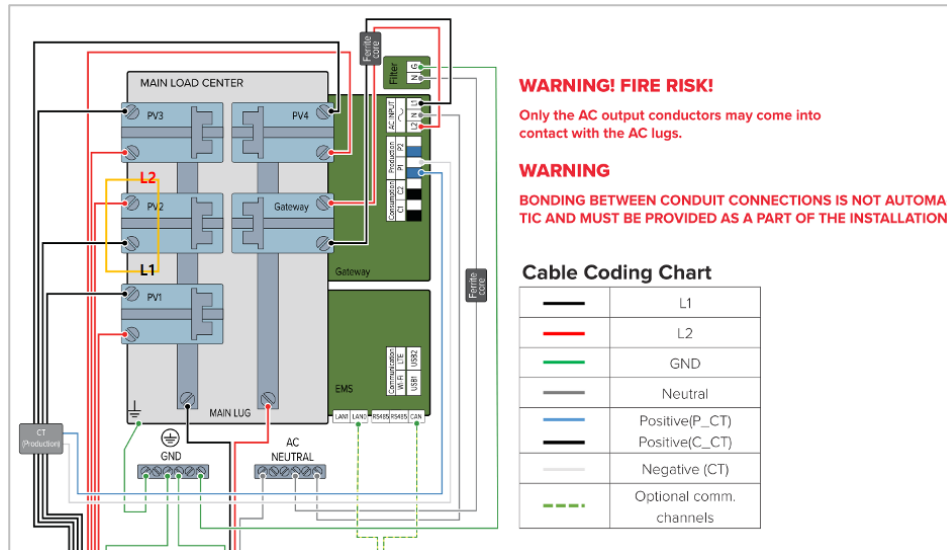 Ferrite
core
Filter
N G
MAIN LOAD CENTER
PV3
PV4
AC INPUT
L2 N L1
Production
P1 P2
Consumption
C1 C2
L2
PV2
Gateway
L1
Gateway
Ferrite
core
PV1
Communication
Wi-Fi LTE
USB1 USB2
EMS
MAIN LUG
LAN1 LAN0 RS485 RS485 CAN
CT
(Production)
GND
AC
NEUTRAL
WARNING! FIRE RISK!
Only the AC output conductors may come into
contact with the AC lugs.
WARNING
BONDING BETWEEN CONDUIT CONNECTIONS IS NOT AUTOMA
TIC AND MUST BE PROVIDED AS A PART OF THE INSTALLATION
Cable Coding Chart
L1
L2
GND
Neutral
Positive(P_CT)
Positive(C_CT)
Negative (CT)
Optional comm.
channels